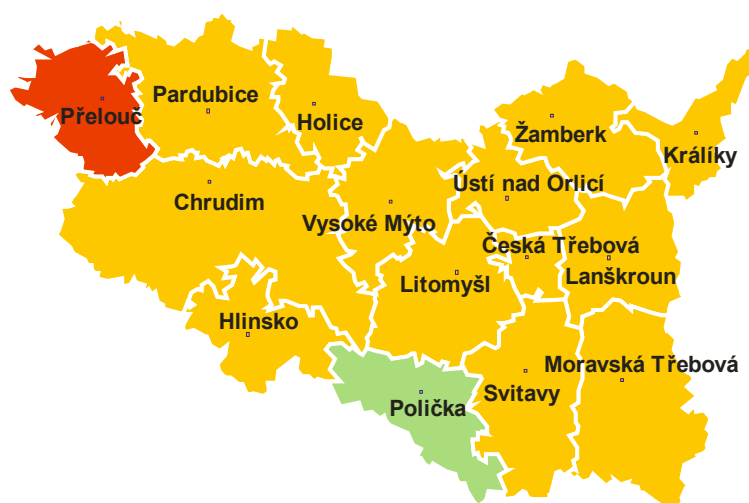 Pardubice
Přelouč
Holice
Žamberk
Králíky
Chrudim
Ústí nad Orlicí
Vysoké Mýto
Česká Třebová
Litomyšl
Lanškroun
Hlinsko
Moravská Třebová
Svitavy
Polička